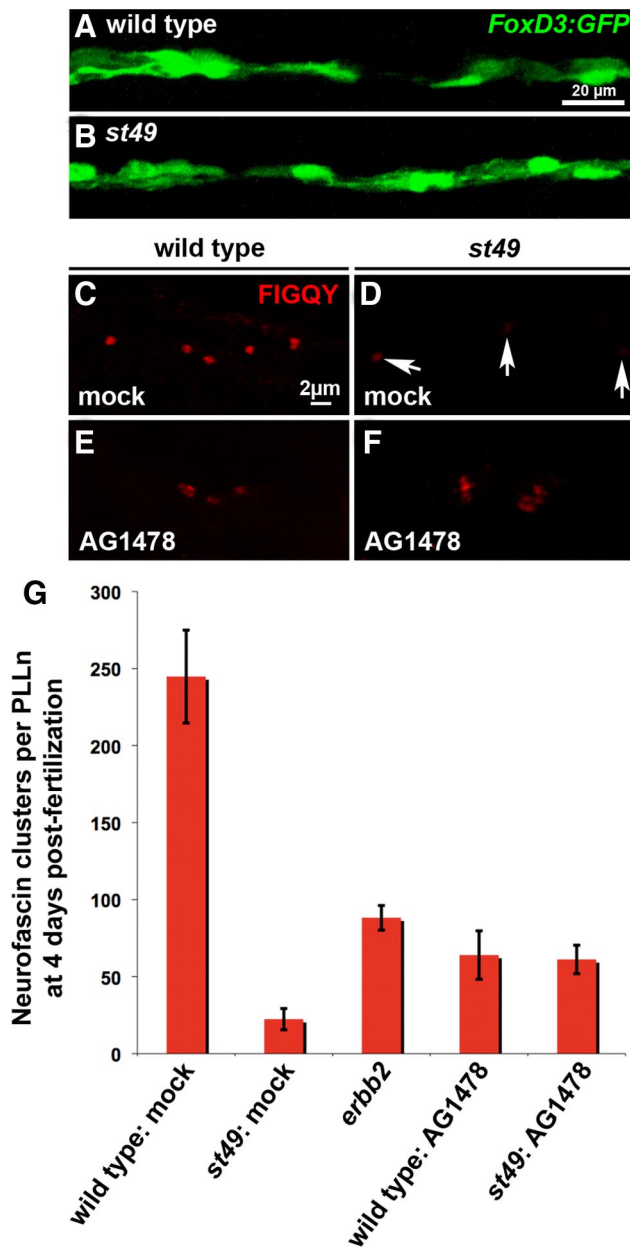 A wild type FoxD3:GFP
20 µm
B st49
wild type st49
C FIGQY D
mock 2µm mock
E F
AG1478 AG1478
G
Neurofascin clusters per PLLn
at 4 days post-fertilization
300
250
200
150
100
50
0
wild type: mock
st49: mock
erbb2
wild type: AG1478
st49: AG1478